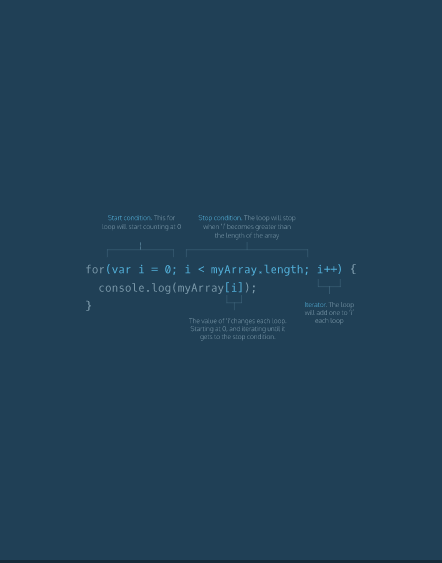 Start condition. This for
loop will start counting at 0
Stop condition. The loop will stop
when 'i' becomes greater than
the length of the array
for(var i = 0; i < myArray.length; i++) {
console.log(myArray[i]);
}
Iterator. The loop
will add one to 'i'
each loop
The value of 'i' changes each loop.
Starting at 0, and iterating until it
gets to the stop condition.